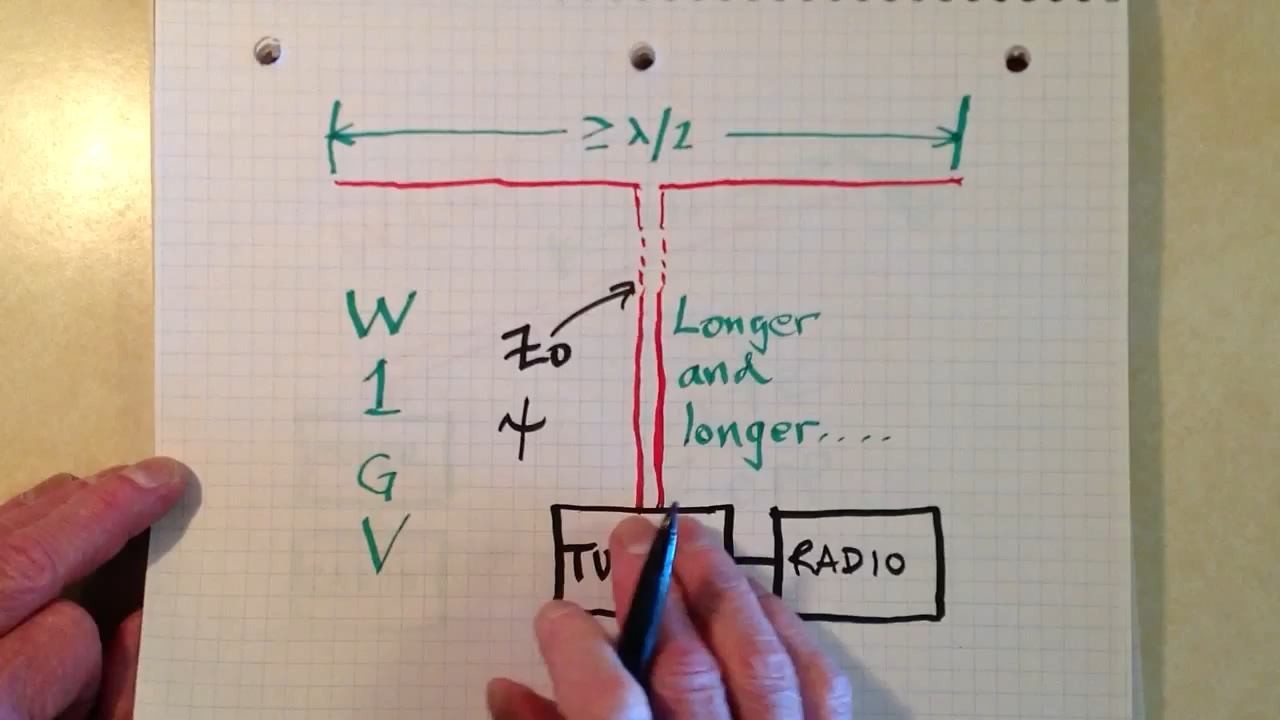 ≥ λ/2
W
1
G
V
Zo
ψ
Longer
and
longer....
RADIO